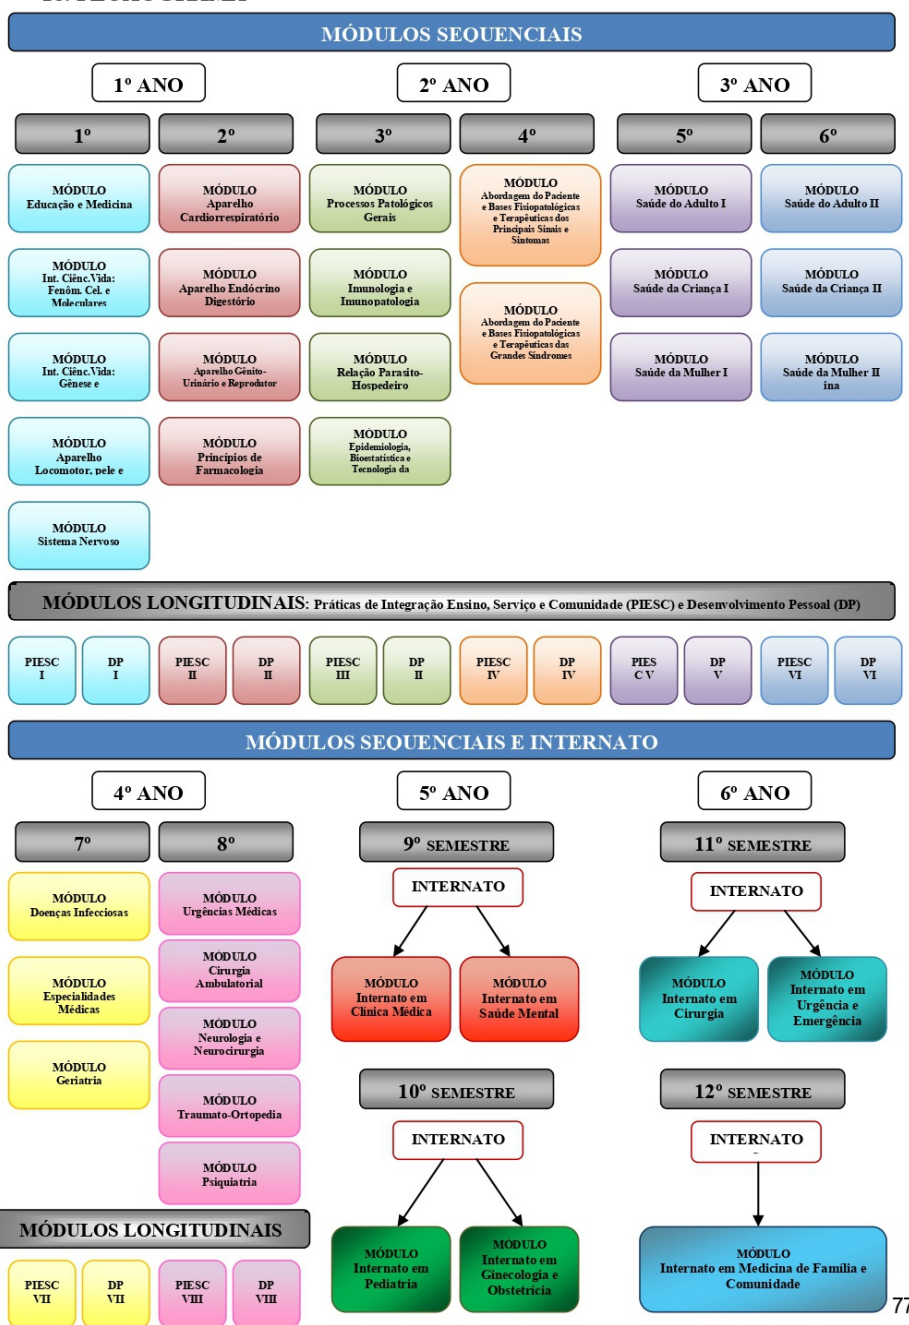 MÓDULOS SEQUENCIAIS
1º ANO
2º ANO
3º ANO
1º
2º
3º
4º
5º
6º
MÓDULO
Educação e Medicina
MÓDULO
Int. Ciênc.Vida:
Fenôm. Cel. e
Moleculares
MÓDULO
Int. Ciênc.Vida:
Gênese e
MÓDULO
Aparelho
Locomotor, pele e
MÓDULO
Sistema Nervoso
MÓDULO
Aparelho
Cardiorrespiratório
MÓDULO
Aparelho Endócrino
Digestório
MÓDULO
Aparelho Gênito-
Urinário e Reprodutor
MÓDULO
Princípios de
Farmacologia
MÓDULO
Processos Patológicos
Gerais
MÓDULO
Imunologia e
Imunopatologia
MÓDULO
Relação Parasito-
Hospedeiro
MÓDULO
Epidemiologia,
Bioestatística e
Tecnologia da
MÓDULO
Abordagem do Paciente
e Bases Fisiopatológicas
e Terapêuticas dos
Principais Sinais e
Sintomas
MÓDULO
Abordagem do Paciente
e Bases Fisiopatológicas
e Terapêuticas das
Grandes Síndromes
MÓDULO
Saúde do Adulto I
MÓDULO
Saúde da Criança I
MÓDULO
Saúde da Mulher I
MÓDULO
Saúde do Adulto II
MÓDULO
Saúde da Criança II
MÓDULO
Saúde da Mulher II
ina
MÓDULOS LONGITUDINAIS: Práticas de Integração Ensino, Serviço e Comunidade (PIESC) e Desenvolvimento Pessoal (DP)
PIESC
I
DP
I
PIESC
II
DP
II
PIESC
III
DP
II
PIESC
IV
DP
IV
PIES
C V
DP
V
PIESC
VI
DP
VI
MÓDULOS SEQUENCIAIS E INTERNATO
4º ANO
5º ANO
6º ANO
7º
8º
9º SEMESTRE
11º SEMESTRE
MÓDULO
Doenças Infecciosas
MÓDULO
Especialidades
Médicas
MÓDULO
Geriatria
MÓDULO
Urgências Médicas
MÓDULO
Cirurgia
Ambulatorial
MÓDULO
Neurologia e
Neurocirurgia
MÓDULO
Traumato-Ortopedia
MÓDULO
Psiquiatria
INTERNATO
MÓDULO
Internato em
Clínica Médica
MÓDULO
Internato em
Saúde Mental
INTERNATO
MÓDULO
Internato em
Cirurgia
MÓDULO
Internato em
Urgência e
Emergência
10º SEMESTRE
INTERNATO
MÓDULO
Internato em
Pediatria
MÓDULO
Internato em
Ginecologia e
Obstetrícia
12º SEMESTRE
INTERNATO
MÓDULO
Internato em Medicina de Família e
Comunidade
MÓDULOS LONGITUDINAIS
PIESC
VII
DP
VII
PIESC
VIII
DP
VIII
77